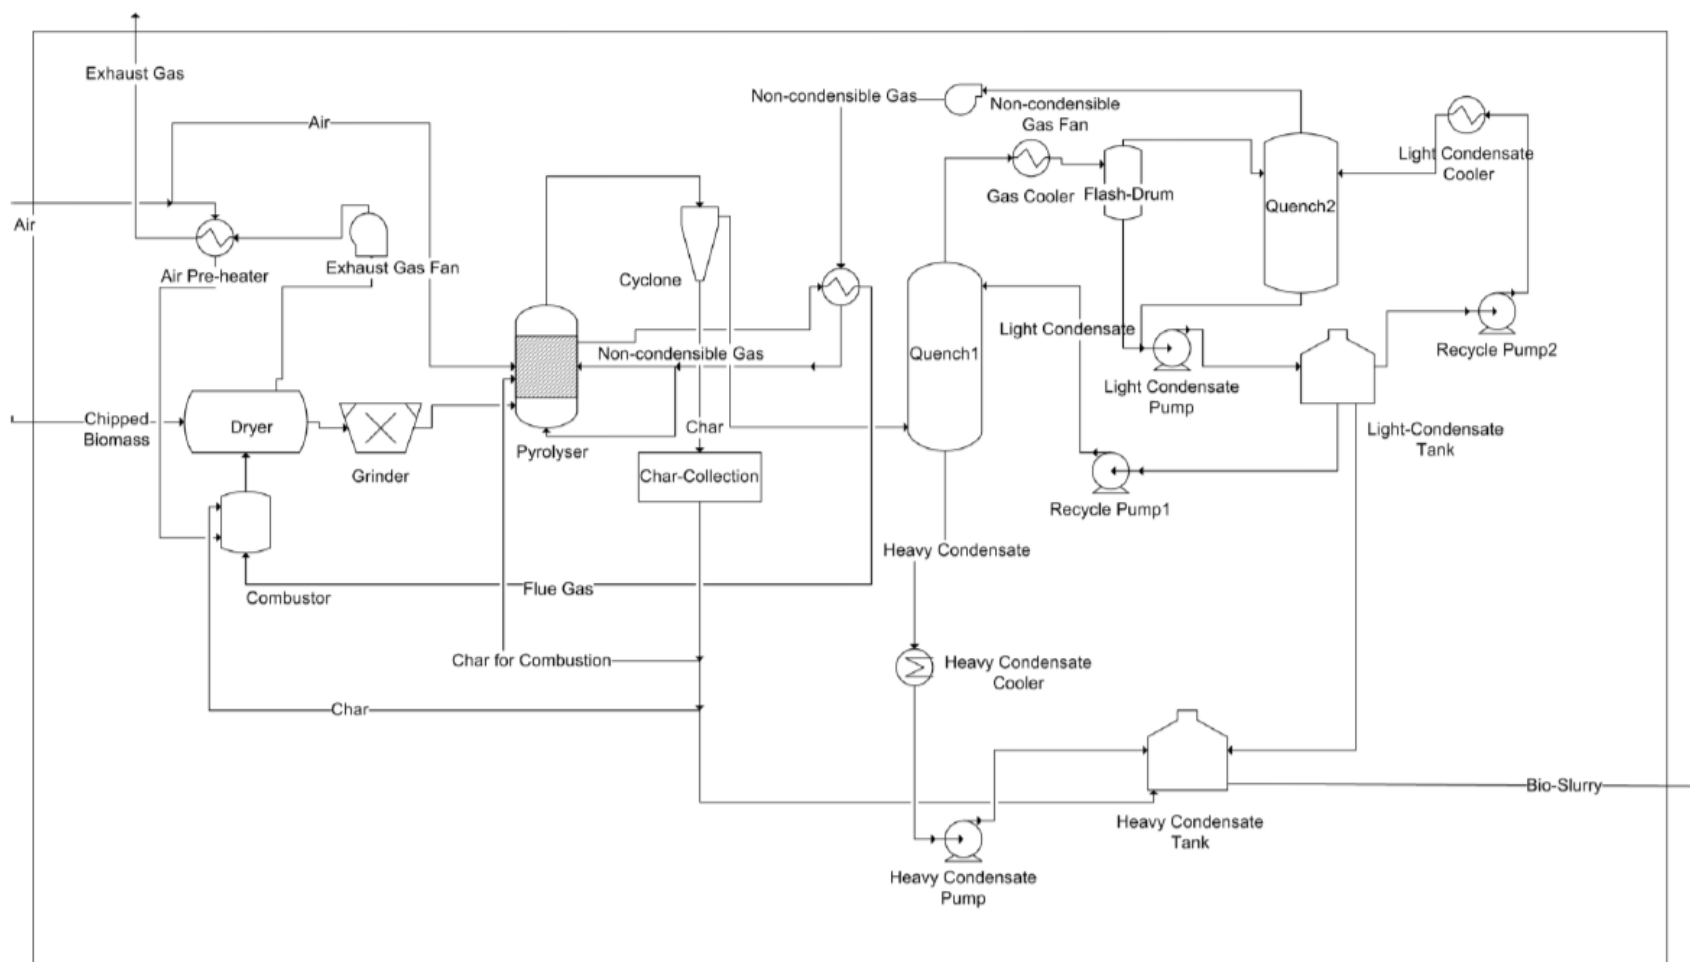 Exhaust Gas
Air
Air
Air Pre-heater
Exhaust Gas Fan
Chipped
Biomass
Dryer
Grinder
Combustor
Pyrolyser
Cyclone
Non-condensible Gas
Char
Char-Collection
Flue Gas
Char for Combustion
Char
Non-condensible Gas
Non-condensible
Gas Fan
Gas Cooler
Flash-Drum
Quench2
Light Condensate
Cooler
Quench1
Light Condensate
Light Condensate
Pump
Recycle Pump2
Light-Condensate
Tank
Recycle Pump1
Heavy Condensate
Heavy Condensate
Cooler
Heavy Condensate
Pump
Heavy Condensate
Tank
Bio-Slurry